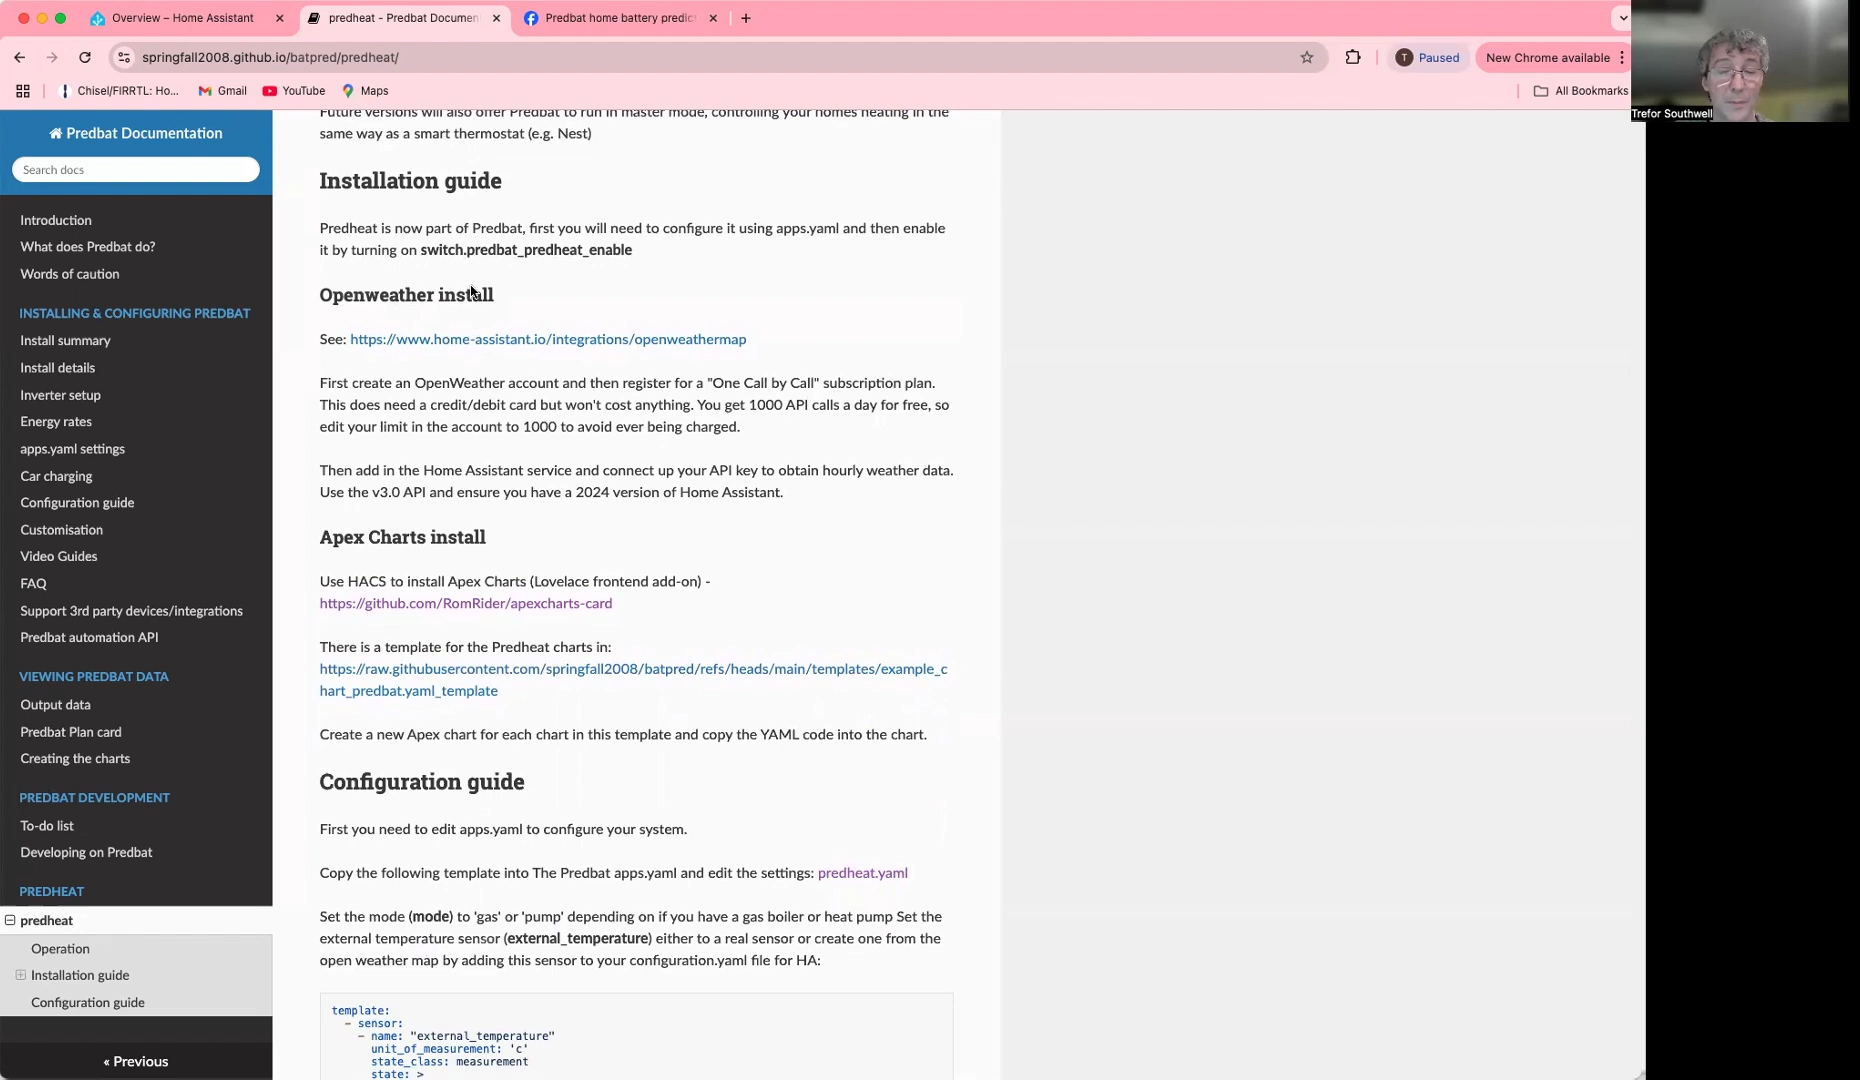 Overview – Home Assistant
predheat - Predbat Documen
Predbat home battery predic
springfall2008.github.io/batpred/predheat/
T
Paused
New Chrome available
Chisel/FIRRTL: Ho...
Gmail
YouTube
Maps
All Bookmarks
Trefor Southwell
Predbat Documentation
Search docs
Introduction
What does Predbat do?
Words of caution
INSTALLING & CONFIGURING PREDBAT
Install summary
Install details
Inverter setup
Energy rates
apps.yaml settings
Car charging
Configuration guide
Customisation
Video Guides
FAQ
Support 3rd party devices/integrations
Predbat automation API
VIEWING PREDBAT DATA
Output data
Predbat Plan card
Creating the charts
PREDBAT DEVELOPMENT
To-do list
Developing on Predbat
PREDHEAT
predheat
Operation
Installation guide
Configuration guide
« Previous
Future versions will also offer Predbat to run in master mode, controlling your homes heating in the
same way as a smart thermostat (e.g. Nest)
Installation guide
Predheat is now part of Predbat, first you will need to configure it using apps.yaml and then enable
it by turning on switch.predbat_predheat_enable
Openweather install
See: https://www.home-assistant.io/integrations/openweathermap
First create an OpenWeather account and then register for a "One Call by Call" subscription plan.
This does need a credit/debit card but won't cost anything. You get 1000 API calls a day for free, so
edit your limit in the account to 1000 to avoid ever being charged.
Then add in the Home Assistant service and connect up your API key to obtain hourly weather data.
Use the v3.0 API and ensure you have a 2024 version of Home Assistant.
Apex Charts install
Use HACS to install Apex Charts (Lovelace frontend add-on) -
https://github.com/RomRider/apexcharts-card
There is a template for the Predheat charts in:
https://raw.githubusercontent.com/springfall2008/batpred/refs/heads/main/templates/example_c
hart_predbat.yaml_template
Create a new Apex chart for each chart in this template and copy the YAML code into the chart.
Configuration guide
First you need to edit apps.yaml to configure your system.
Copy the following template into The Predbat apps.yaml and edit the settings: predheat.yaml
Set the mode (mode) to 'gas' or 'pump' depending on if you have a gas boiler or heat pump Set the
external temperature sensor (external_temperature) either to a real sensor or create one from the
open weather map by adding this sensor to your configuration.yaml file for HA:
template:
- sensor:
- name: "external_temperature"
unit_of_measurement: 'c'
state_class: measurement
state: >